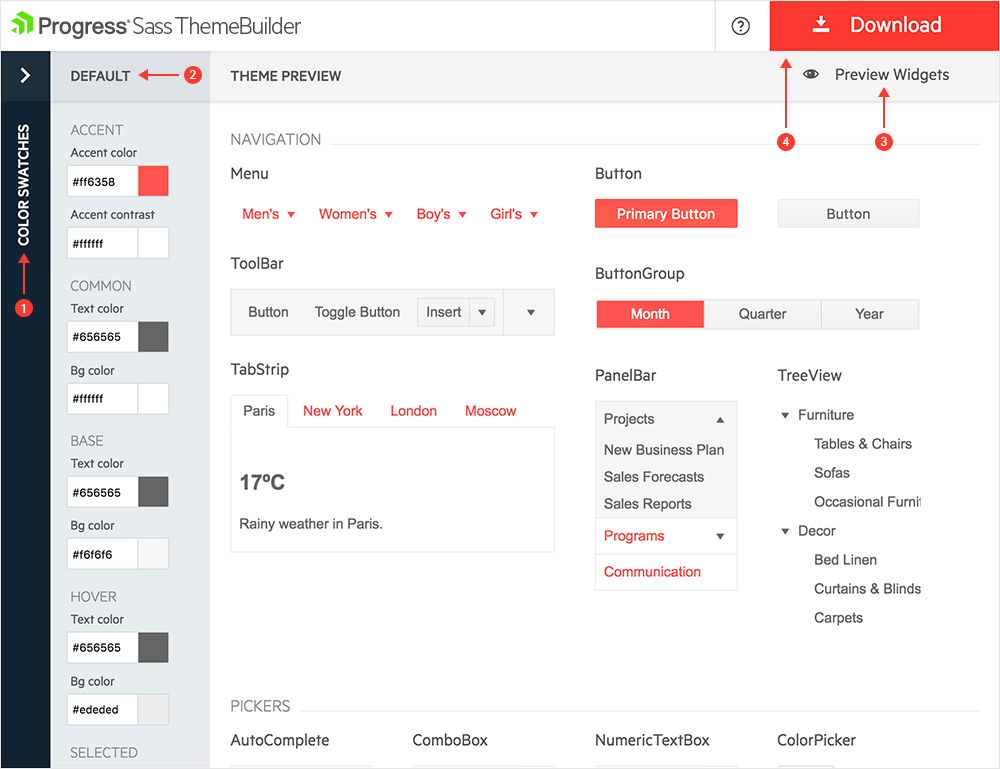 Progress® Sass ThemeBuilder
?
Download
DEFAULT
2
THEME PREVIEW
Preview Widgets
4
3
COLOR SWATCHES
1
ACCENT
Accent color
#ff6358
Accent contrast
#ffffff
COMMON
Text color
#656565
Bg color
#ffffff
BASE
Text color
#656565
Bg color
#f6f6f6
HOVER
Text color
#656565
Bg color
#ededed
SELECTED
NAVIGATION
Menu
Men's Women's Boy's Girl's
ToolBar
Button Toggle Button Insert
TabStrip
Paris New York London Moscow
17ºC
Rainy weather in Paris.
Button
Primary Button Button
ButtonGroup
Month Quarter Year
PanelBar
Projects
New Business Plan
Sales Forecasts
Sales Reports
Programs
Communication
TreeView
Furniture
Tables & Chairs
Sofas
Occasional Furnit
Decor
Bed Linen
Curtains & Blinds
Carpets
PICKERS
AutoComplete ComboBox NumericTextBox ColorPicker